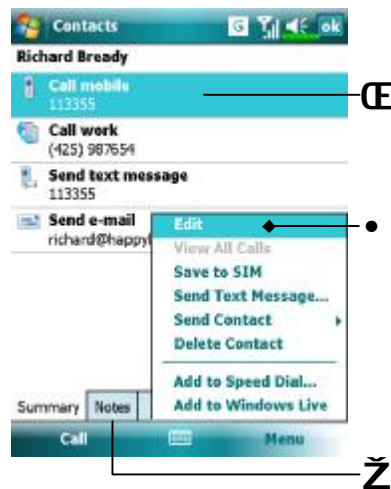 Contacts G ok
Richard Bready
Call mobile
113355
Œ
Call work
(425) 987654
Send text message
113355
Send e-mail
richard@happyl
Edit
•
View All Calls
Save to SIM
Send Text Message...
Send Contact
Delete Contact
Add to Speed Dial...
Add to Windows Live
Summary Notes
Call Menu
Ž